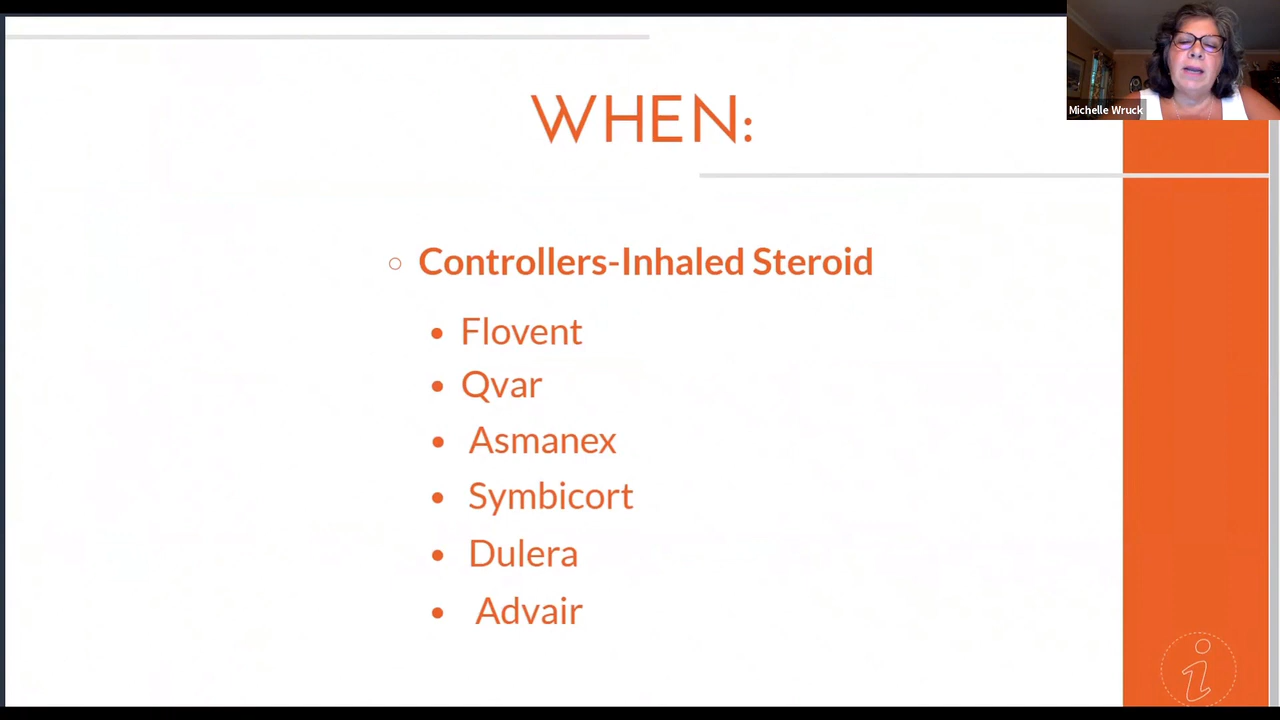 WHEN:
Michelle Wruck
Controllers-Inhaled Steroid
Flovent
Qvar
Asmanex
Symbicort
Dulera
Advair
i